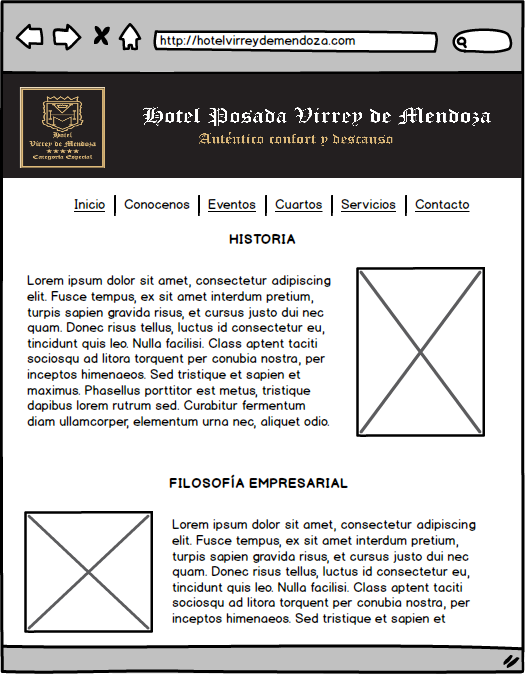 http://hotelvirreydemendoza.com
Hotel
Virrey de Mendoza
★★★★★
Categoría Especial
Hotel Posada Virrey de Mendoza
Auténtico confort y descanso
Inicio | Conocenos | Eventos | Cuartos | Servicios | Contacto
HISTORIA
Lorem ipsum dolor sit amet, consectetur adipiscing
elit. Fusce tempus, ex sit amet interdum pretium,
turpis sapien gravida risus, et cursus justo dui nec
quam. Donec risus tellus, luctus id consectetur eu,
tincidunt quis leo. Nulla facilisi. Class aptent taciti
sociosqu ad litora torquent per conubia nostra, per
inceptos himenaeos. Sed tristique et sapien et
maximus. Phasellus porttitor est metus, tristique
dapibus lorem rutrum sed. Curabitur fermentum
diam ullamcorper, elementum urna nec, aliquet odio.
FILOSOFÍA EMPRESARIAL
Lorem ipsum dolor sit amet, consectetur adipiscing
elit. Fusce tempus, ex sit amet interdum pretium,
turpis sapien gravida risus, et cursus justo dui nec
quam. Donec risus tellus, luctus id consectetur eu,
tincidunt quis leo. Nulla facilisi. Class aptent taciti
sociosqu ad litora torquent per conubia nostra, per
inceptos himenaeos. Sed tristique et sapien et